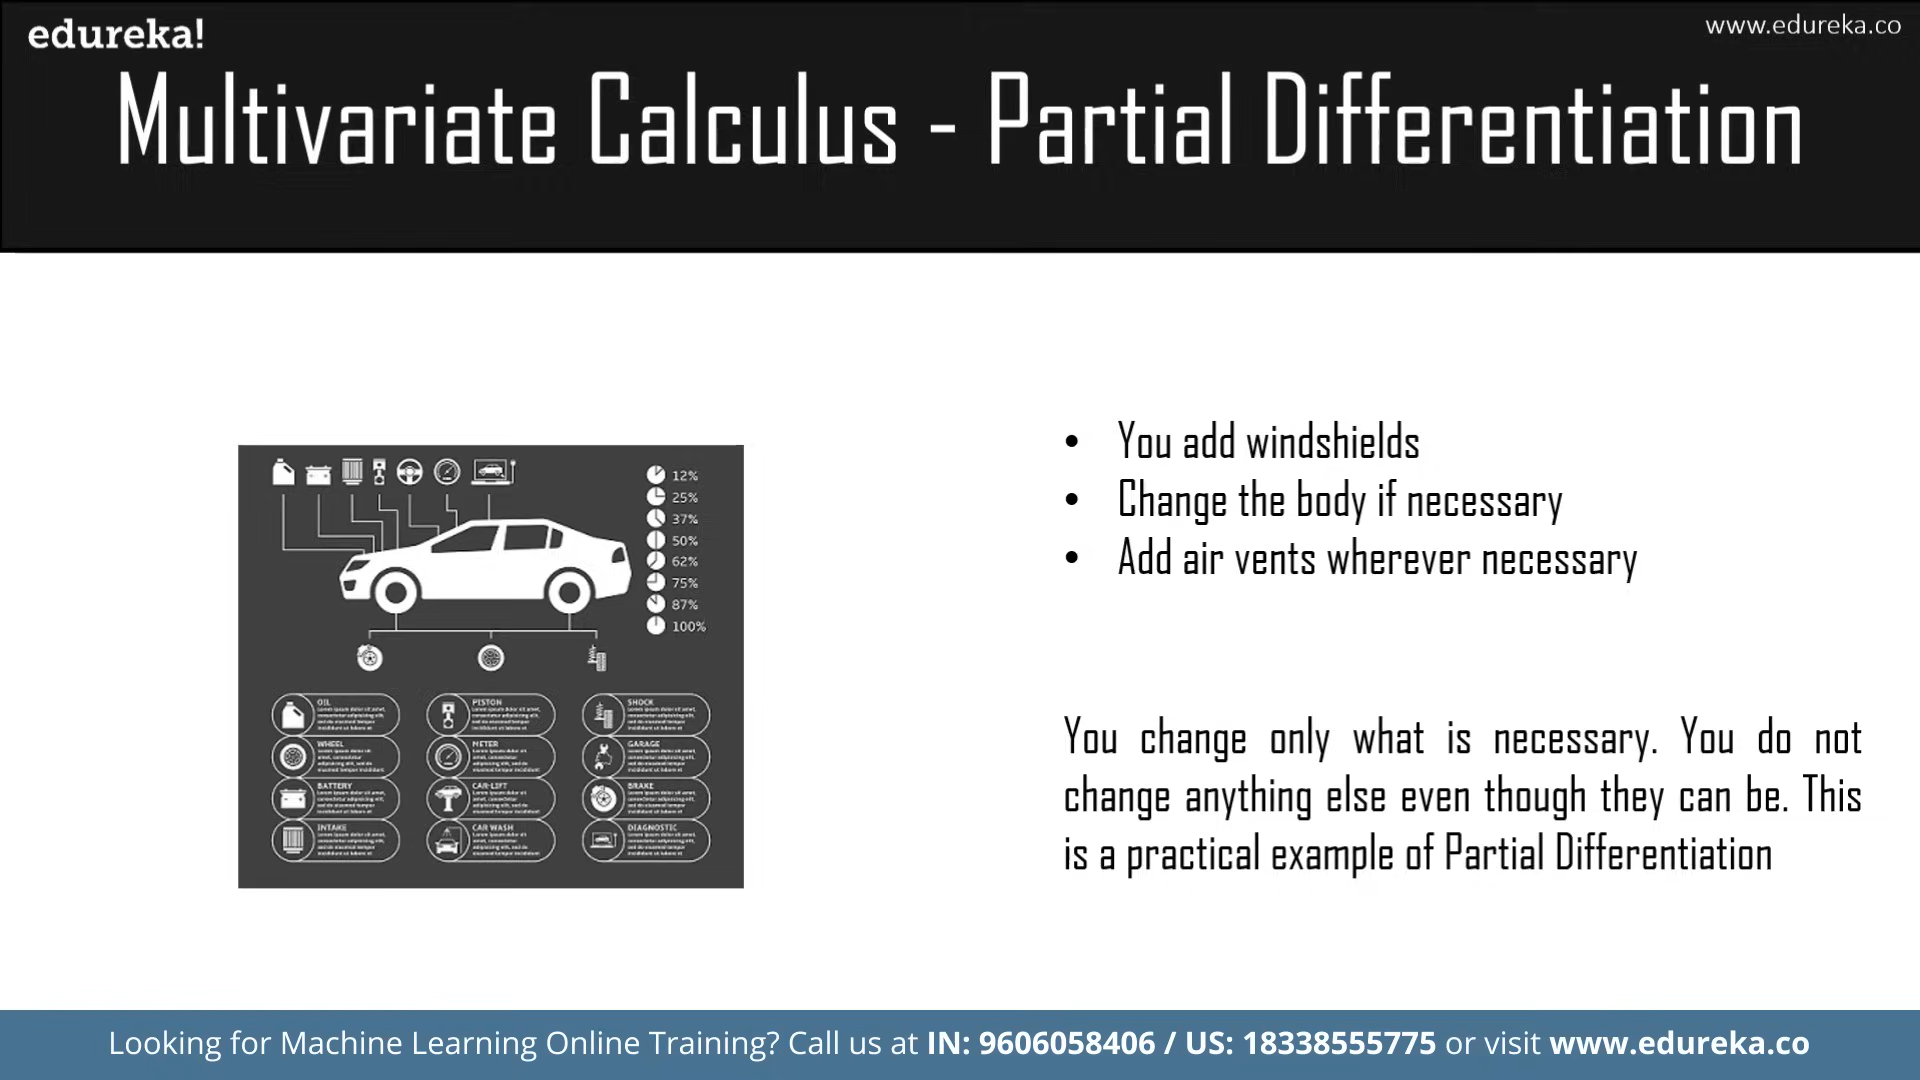 edureka!
www.edureka.co
Multivariate Calculus - Partial Differentiation
• You add windshields
• Change the body if necessary
• Add air vents wherever necessary
12%
25%
37%
50%
62%
75%
87%
100%
OIL
PISTON
SHOCK
WHEEL
METER
GARAGE
BATTERY
CAR-LIFT
BRAKE
INTAKE
CAR WASH
DIAGNOSTIC
You change only what is necessary. You do not
change anything else even though they can be. This
is a practical example of Partial Differentiation
Looking for Machine Learning Online Training? Call us at IN: 9606058406 / US: 18338555775 or visit www.edureka.co